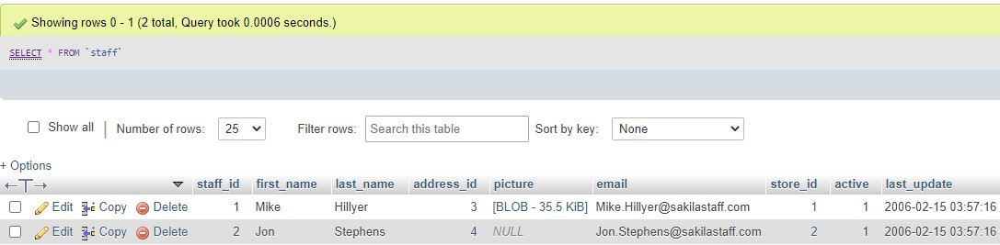 Showing rows 0 - 1 (2 total, Query took 0.0006 seconds.)
SELECT * FROM `staff`
Show all | Number of rows: 25 Filter rows: Search this table Sort by key: None
+ Options
←T→ staff_id first_name last_name address_id picture email store_id active last_update
Edit Copy Delete 1 Mike Hillyer 3 [BLOB - 35.5 KiB] Mike.Hillyer@sakilastaff.com 1 1 2006-02-15 03:57:16
Edit Copy Delete 2 Jon Stephens 4 NULL Jon.Stephens@sakilastaff.com 2 1 2006-02-15 03:57:16